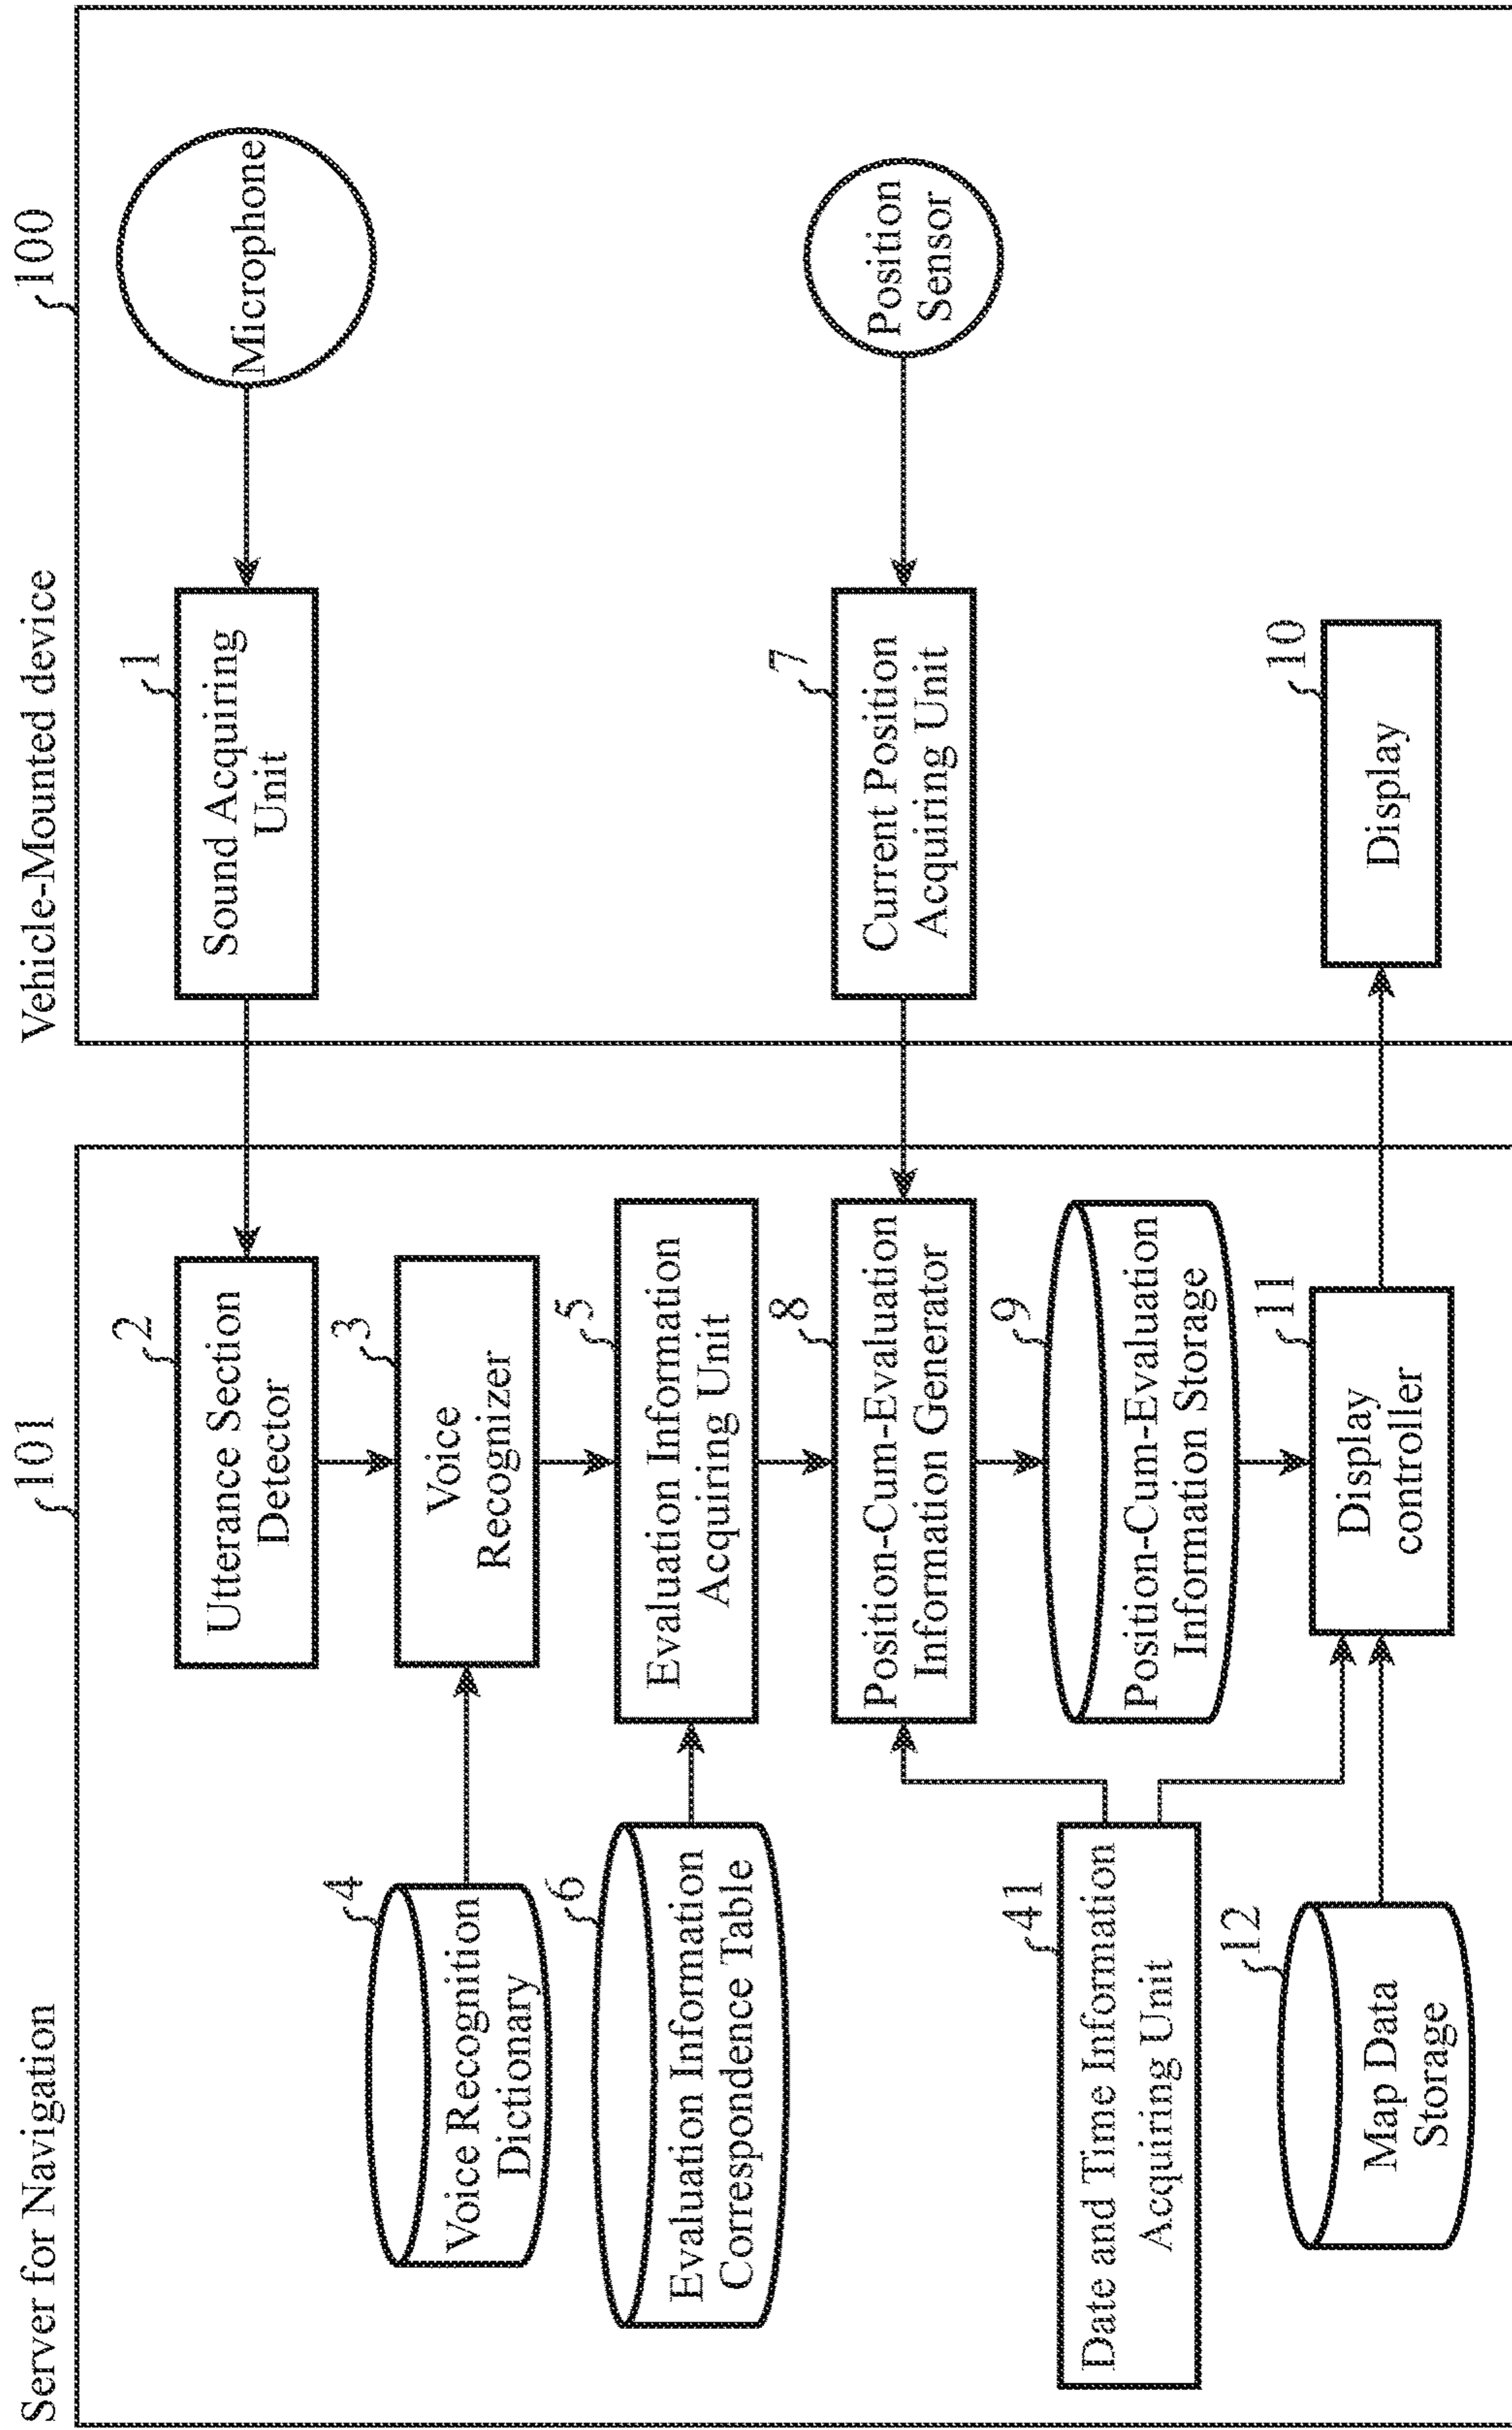 Server for Navigation
101
Vehicle-Mounted device
100
2
Utterance Section
Detector
1
Sound Acquiring
Unit
Microphone
4
Voice Recognition
Dictionary
3
Voice
Recognizer
6
Evaluation Information
Correspondence Table
5
Evaluation Information
Acquiring Unit
8
Position-Cum-Evaluation
Information Generator
7
Current Position
Acquiring Unit
Position
Sensor
41
Date and Time Information
Acquiring Unit
9
Position-Cum-Evaluation
Information Storage
12
Map Data
Storage
11
Display
controller
10
Display